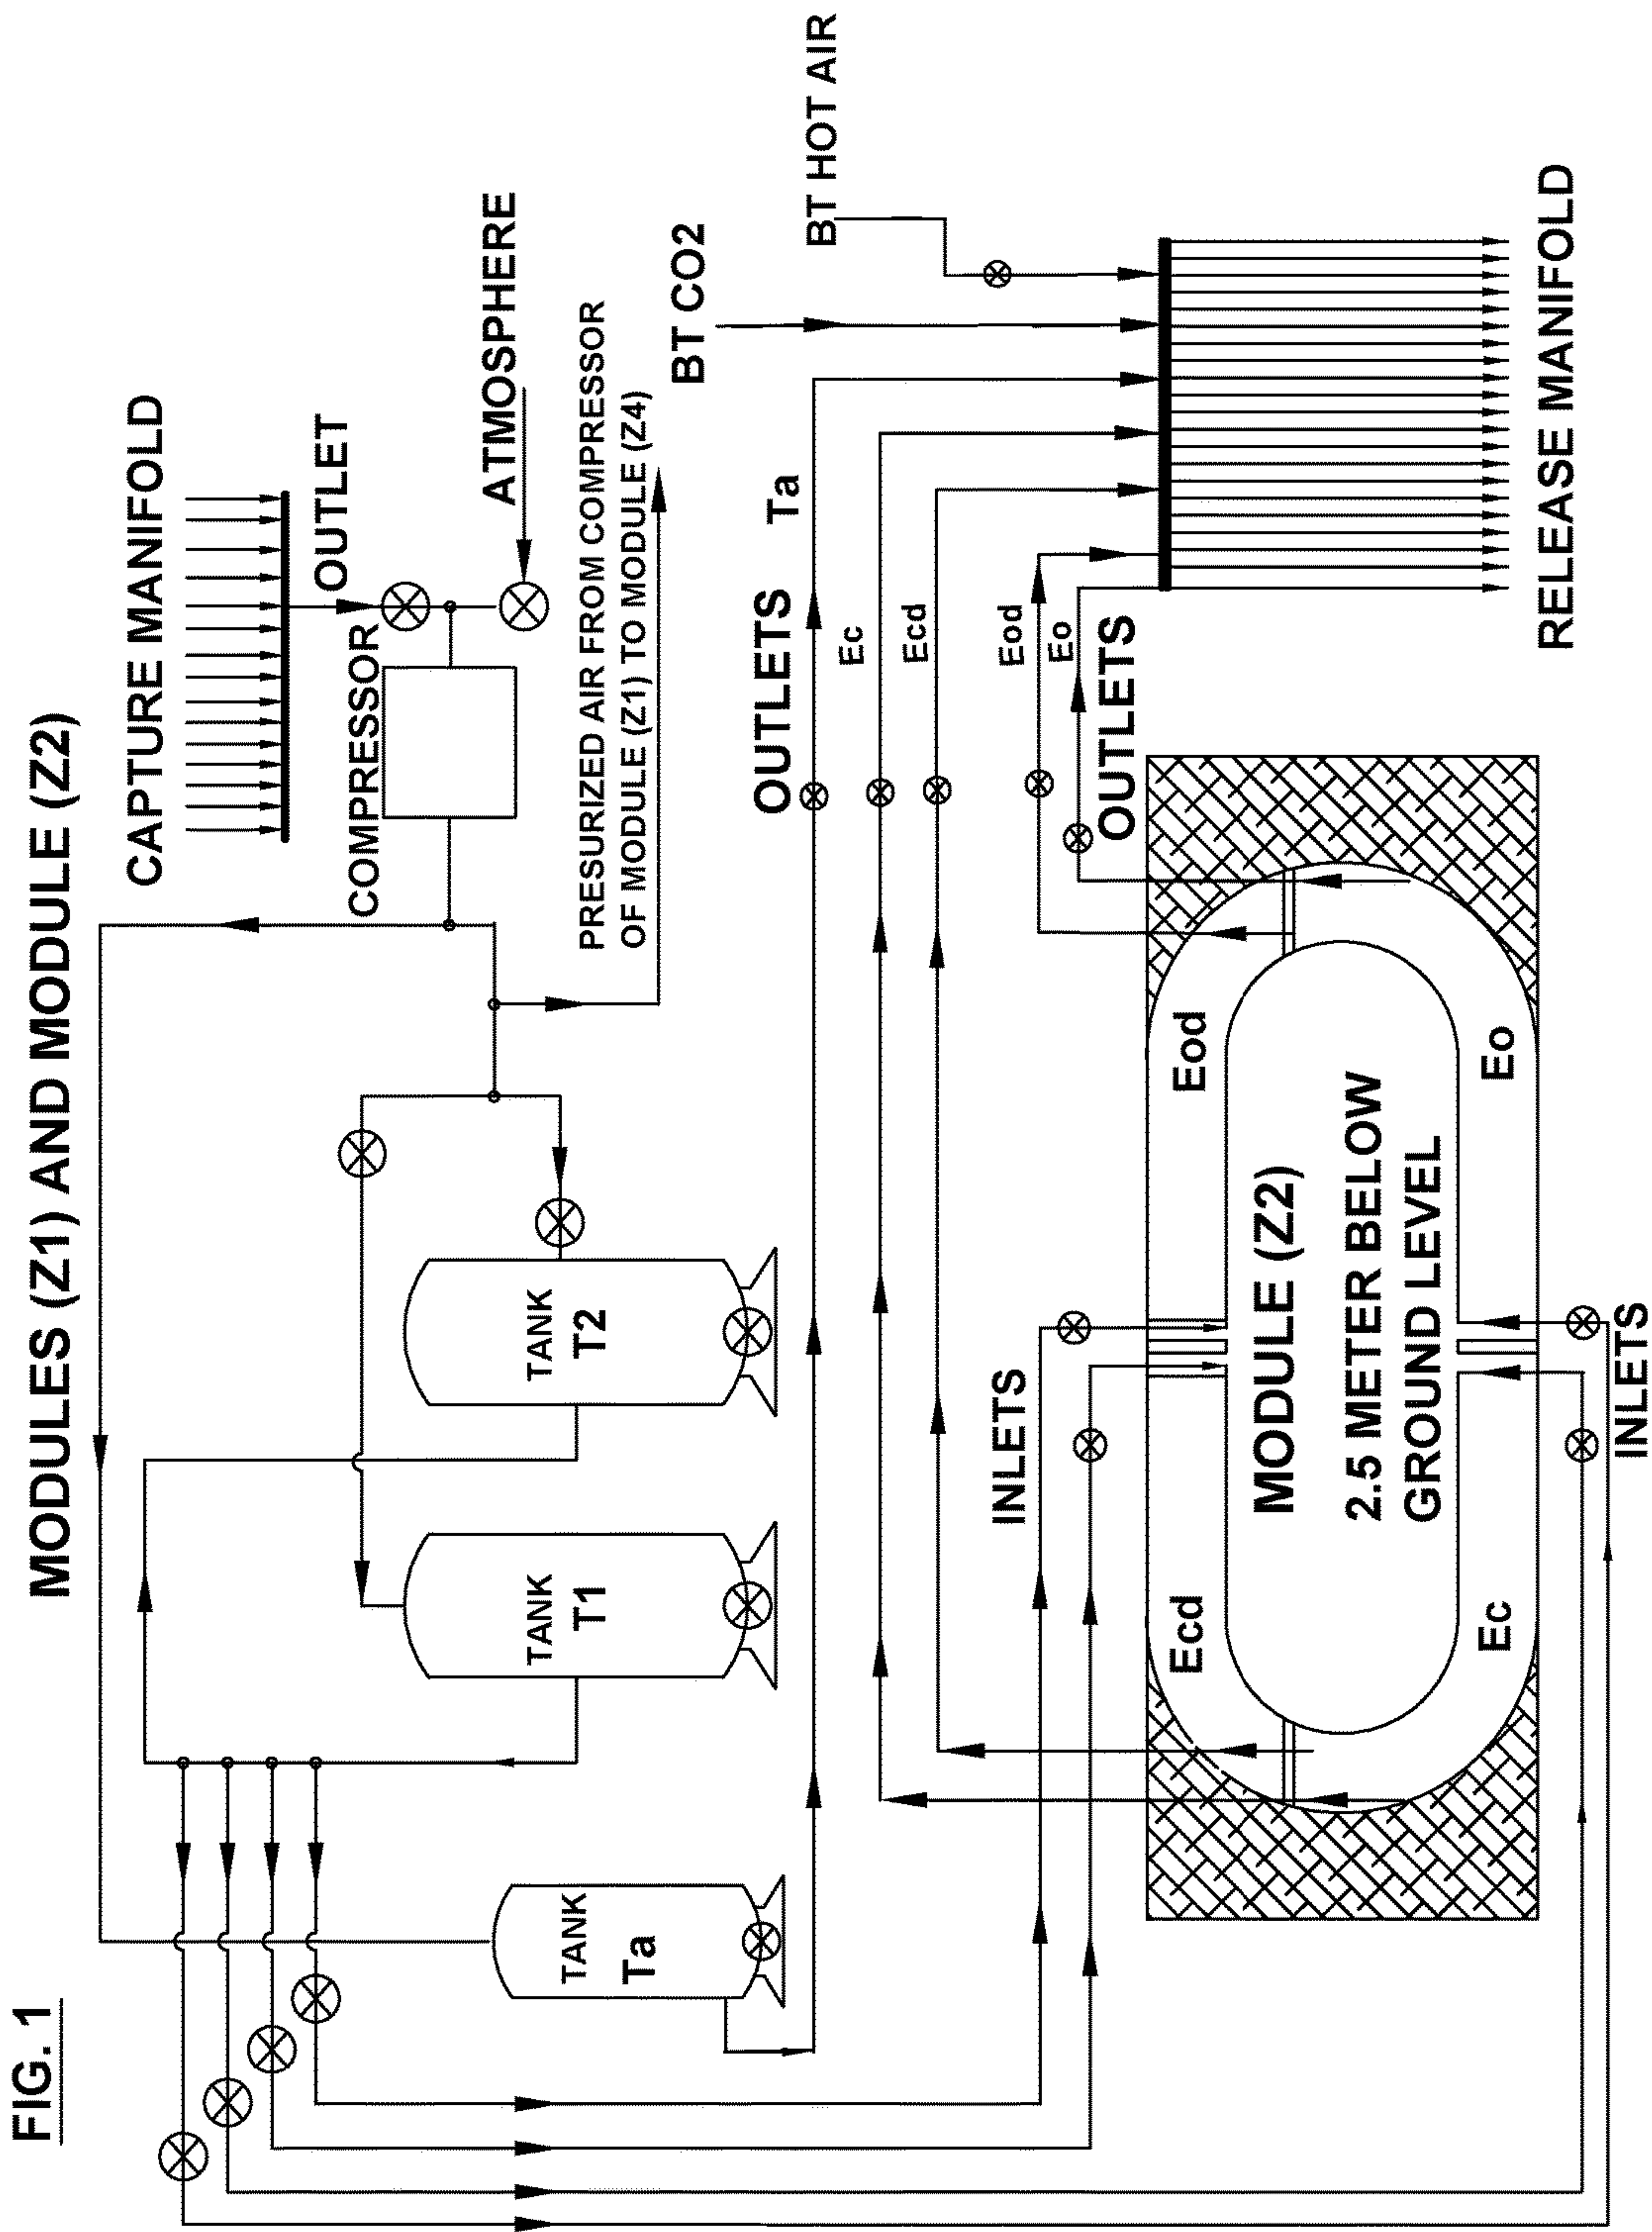 FIG. 1
MODULES (Z1) AND MODULE (Z2)
CAPTURE MANIFOLD
OUTLET
COMPRESSOR
ATMOSPHERE
TANK
Ta
TANK
T1
TANK
T2
PRESURIZED AIR FROM COMPRESSOR
OF MODULE (Z1) TO MODULE (Z4)
BT CO2
OUTLETS Ta
BT HOT AIR
Ec
Ecd
Eod
Eo
OUTLETS
INLETS
Ecd
Eod
MODULE (Z2)
2.5 METER BELOW
GROUND LEVEL
Ec
Eo
RELEASE MANIFOLD
INLETS